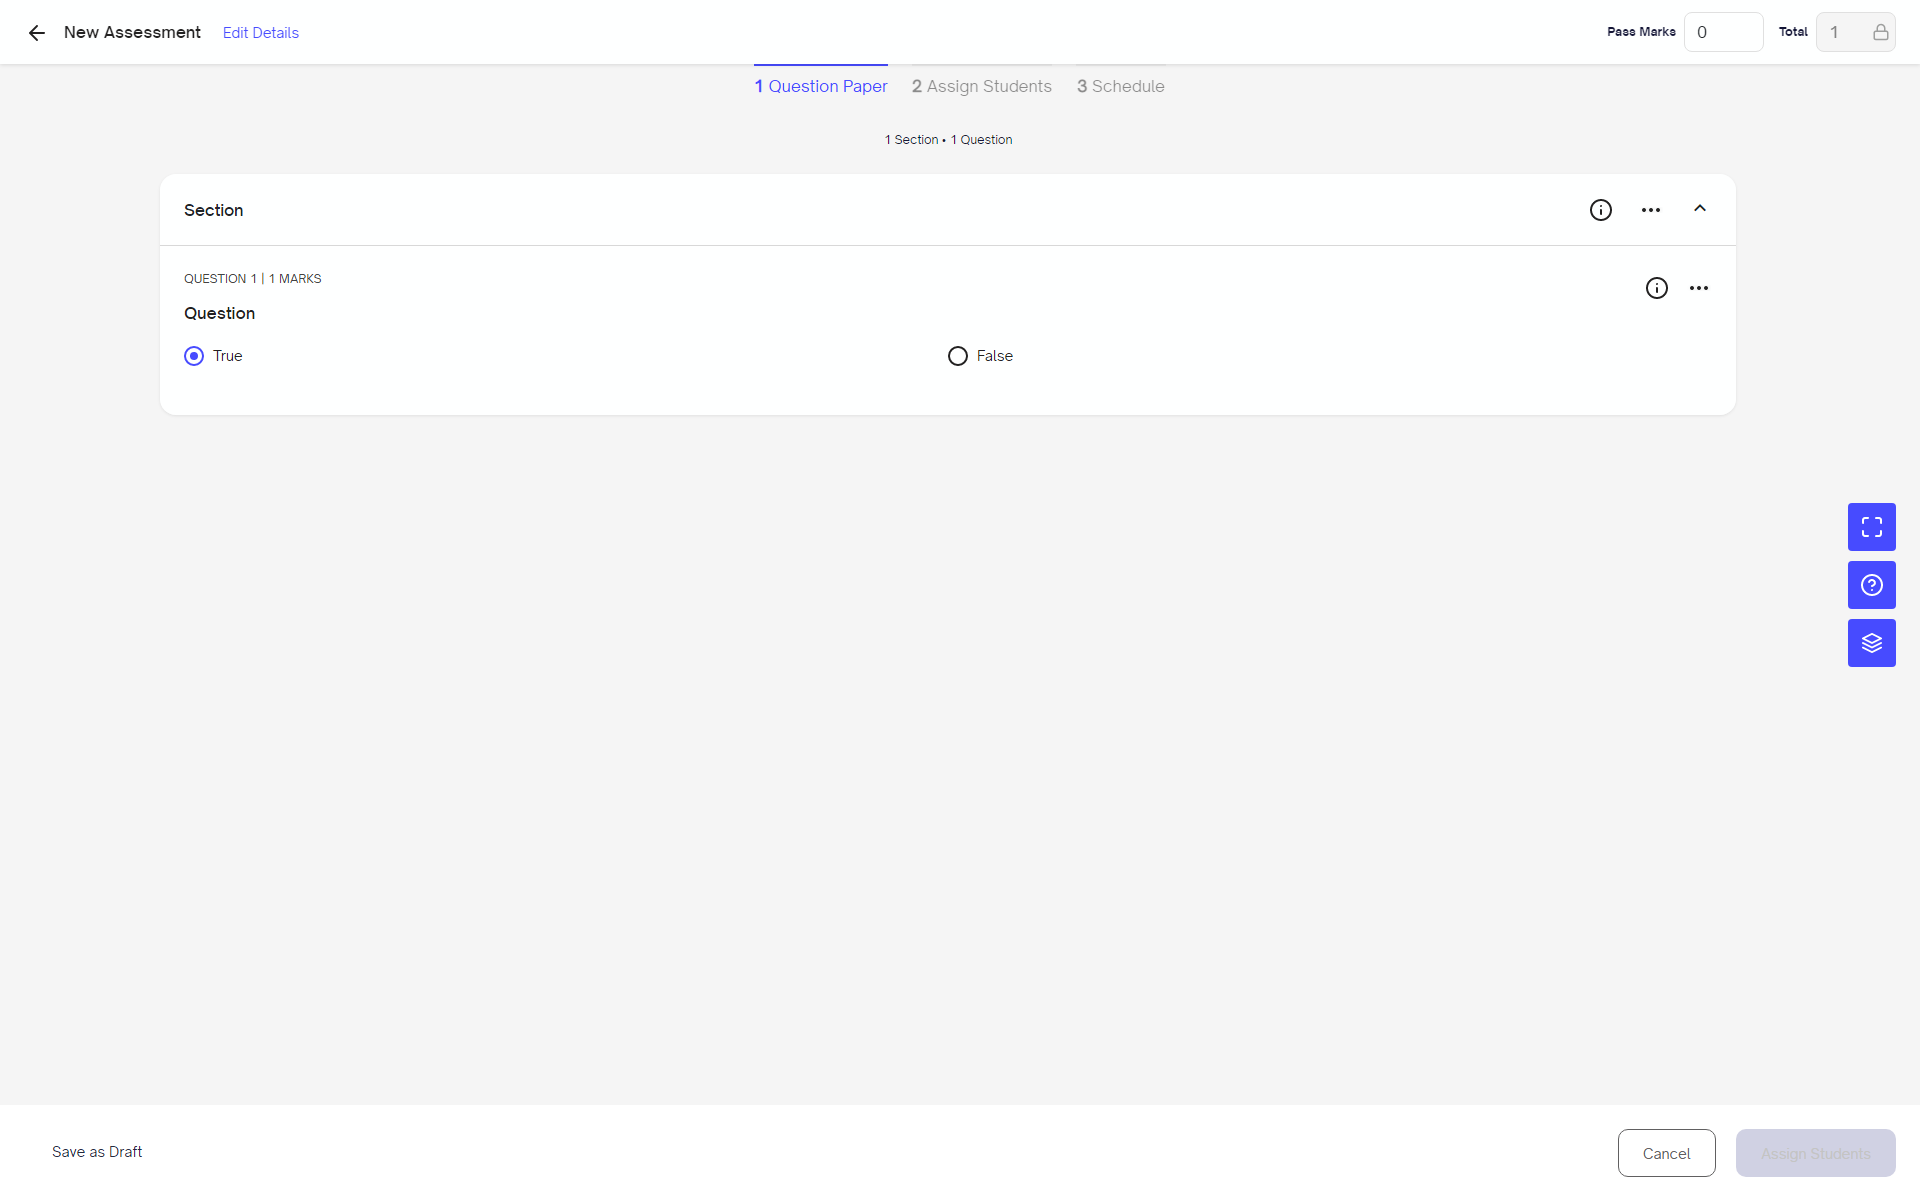 New Assessment Edit Details Pass Marks 0 Total 1
1 Question Paper 2 Assign Students 3 Schedule
1 Section • 1 Question
Section
QUESTION 1 | 1 MARKS
Question
True False
Save as Draft Cancel Assign Students